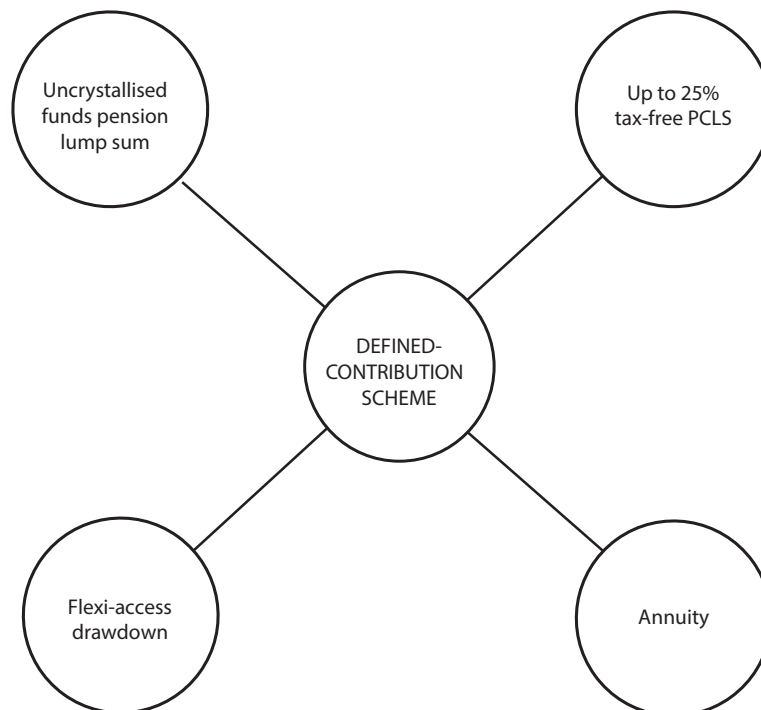 Uncrystallised
funds pension
lump sum
Up to 25%
tax-free PCLS
DEFINED-
CONTRIBUTION
SCHEME
Flexi-access
drawdown
Annuity